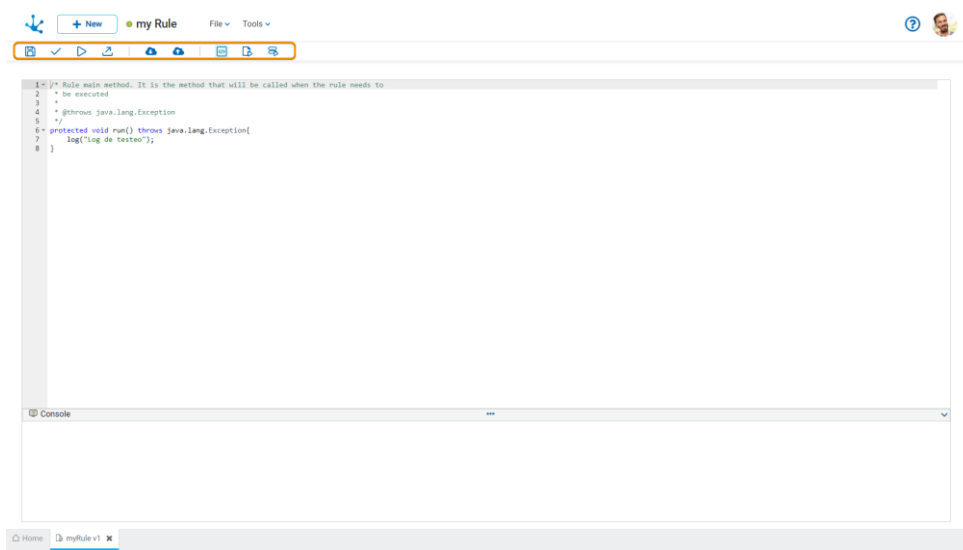 + New my Rule File Tools ?
1 /* Rule main method. It is the method that will be called when the rule needs to
2 * be executed
3 *
4 * @throws java.lang.Exception
5 */
6 protected void run() throws java.lang.Exception{
7 log("Log de testeo");
8 }
Console
Home myRule v1